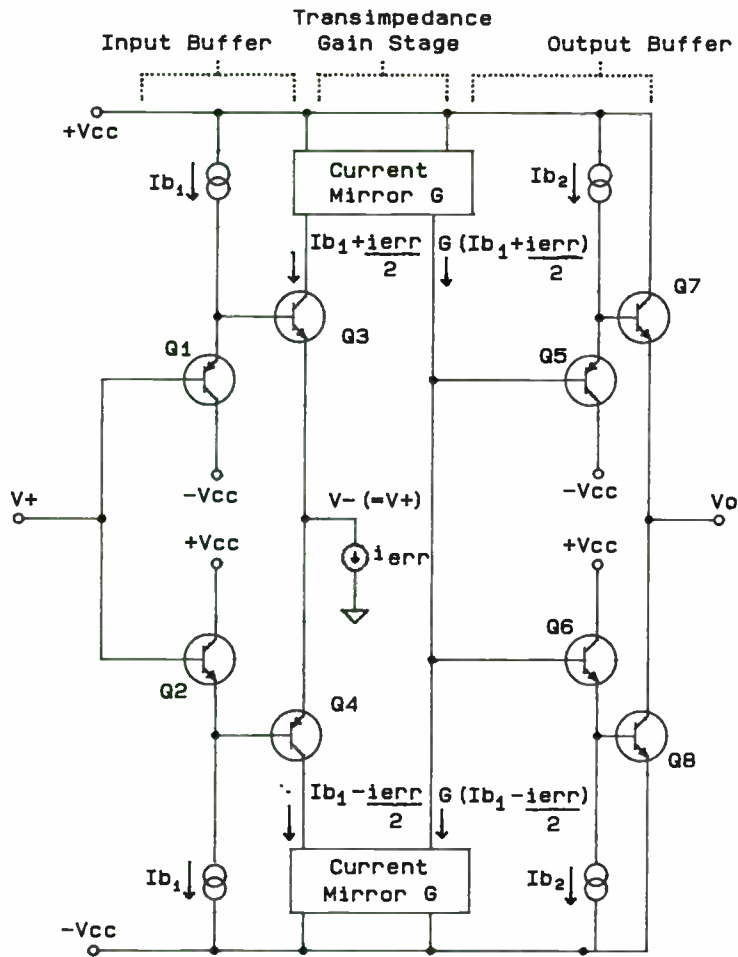 Transimpedance
Input Buffer
Gain Stage
Output Buffer
+Vcc
Ib1
Current
Mirror G
Ib2
Ib1+ierr/2
G(Ib1+ierr)/2
Q7
Q3
Q1
Q5
-Vcc
V- (=V+)
-Vcc
V+
Vo
+Vcc
ierr
+Vcc
Q6
Q2
Q4
Q8
Ib1-ierr/2
G(Ib1-ierr)/2
Ib1
Current
Mirror G
Ib2
-Vcc